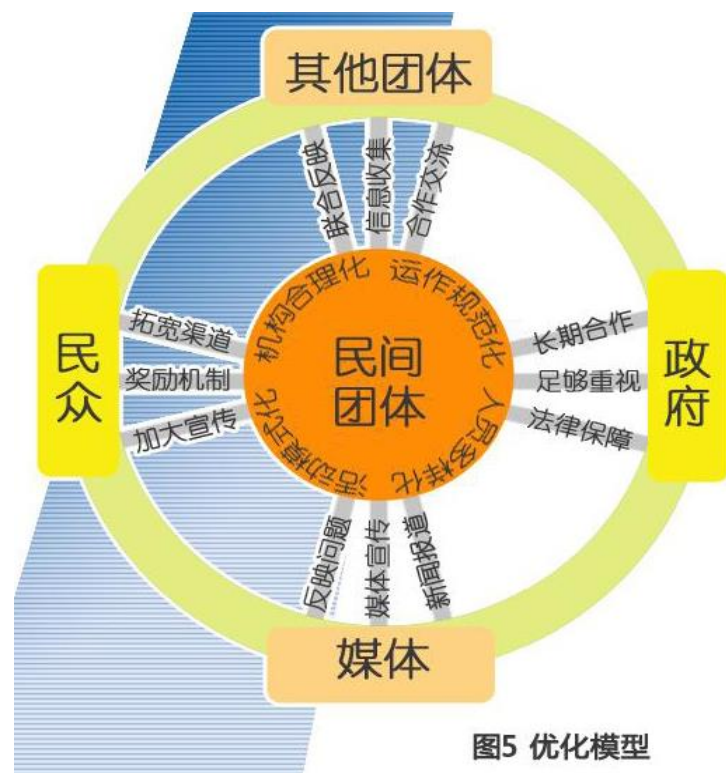 其他团体
联合反映
信息收集
合作交流
民众
拓宽渠道
奖励机制
加大宣传
机构合理化
运作规范化
民间
团体
活动模式化
人员多样化
长期合作
足够重视
法律保障
政府
反映问题
媒体宣传
新闻报道
媒体
图5 优化模型